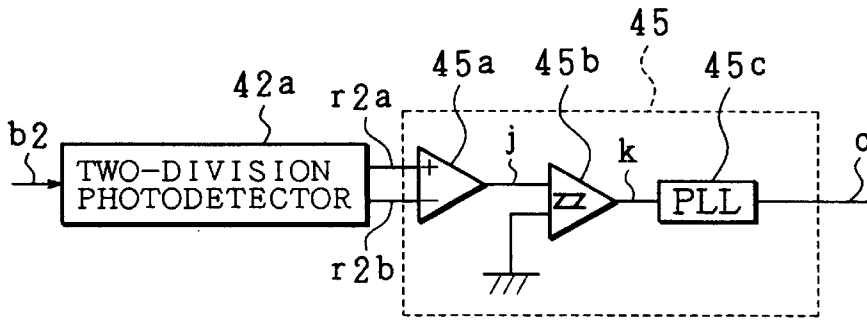 45
42a
45a
45b
45c
r2a
b2
j
k
c
TWO-DIVISION
PHOTODETECTOR
+
−
PLL
r2b